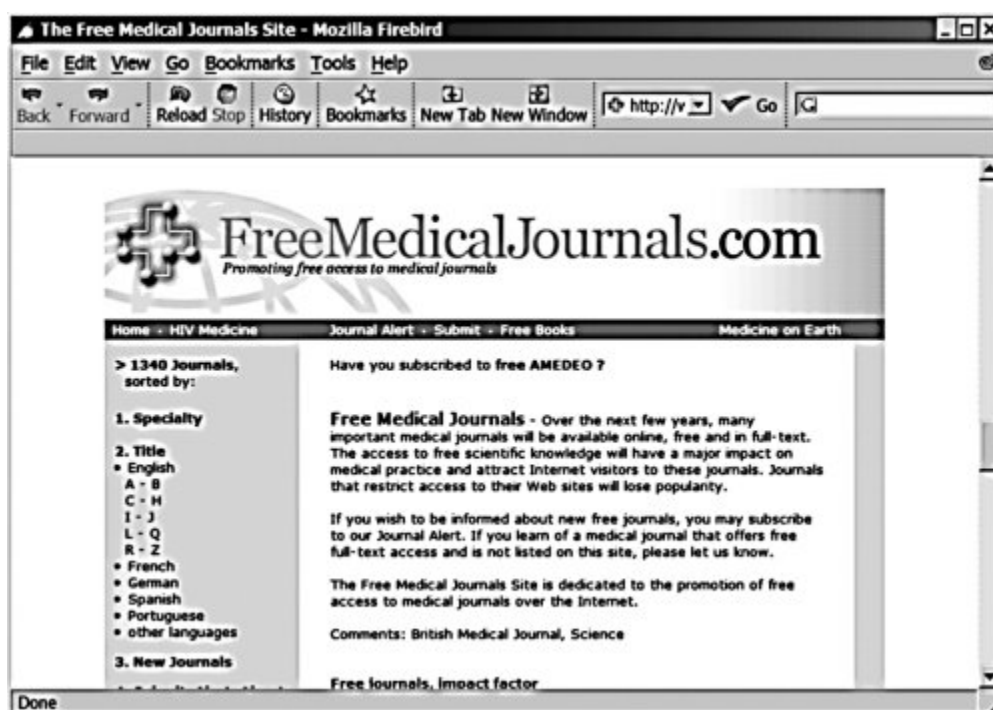 The Free Medical Journals Site - Mozilla Firebird
File Edit View Go Bookmarks Tools Help
Back Forward Reload Stop History Bookmarks New Tab New Window http://v Go
FreeMedicalJournals.com
Promoting free access to medical journals
Home - HIV Medicine Journal Alert - Submit - Free Books Medicine on Earth
> 1340 Journals,
sorted by:
1. Specialty
2. Title
• English
A - B
C - H
I - J
L - Q
R - Z
• French
• German
• Spanish
• Portuguese
• other languages
3. New Journals
Have you subscribed to free AMEDEO ?
Free Medical Journals - Over the next few years, many
important medical journals will be available online, free and in full-text.
The access to free scientific knowledge will have a major impact on
medical practice and attract Internet visitors to these journals. Journals
that restrict access to their Web sites will lose popularity.
If you wish to be informed about new free journals, you may subscribe
to our Journal Alert. If you learn of a medical journal that offers free
full-text access and is not listed on this site, please let us know.
The Free Medical Journals Site is dedicated to the promotion of free
access to medical journals over the Internet.
Comments: British Medical Journal, Science
Free journals, impact factor
Done